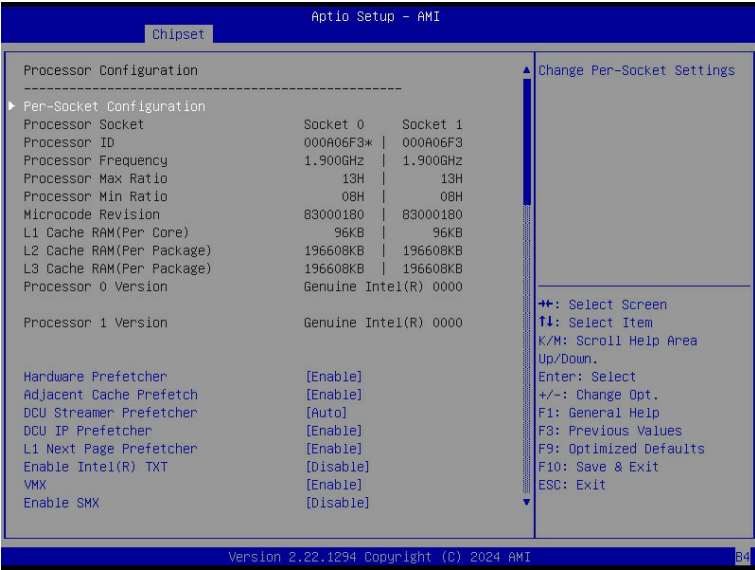 Aptio Setup – AMI
Chipset
Processor Configuration
----------------------------------------------------
Per-Socket Configuration
Processor Socket Socket 0 Socket 1
Processor ID 000A06F3* | 000A06F3
Processor Frequency 1.900GHz | 1.900GHz
Processor Max Ratio 13H | 13H
Processor Min Ratio 08H | 08H
Microcode Revision 83000180 | 83000180
L1 Cache RAM(Per Core) 96KB | 96KB
L2 Cache RAM(Per Package) 196608KB | 196608KB
L3 Cache RAM(Per Package) 196608KB | 196608KB
Processor 0 Version Genuine Intel(R) 0000
Processor 1 Version Genuine Intel(R) 0000
Hardware Prefetcher [Enable]
Adjacent Cache Prefetch [Enable]
DCU Streamer Prefetcher [Auto]
DCU IP Prefetcher [Enable]
L1 Next Page Prefetcher [Enable]
Enable Intel(R) TXT [Disable]
VMX [Enable]
Enable SMX [Disable]
Change Per-Socket Settings
→←: Select Screen
↑↓: Select Item
K/M: Scroll Help Area
Up/Down.
Enter: Select
+/-: Change Opt.
F1: General Help
F3: Previous Values
F9: Optimized Defaults
F10: Save & Exit
ESC: Exit
Version 2.22.1294 Copyright (C) 2024 AMI
B4